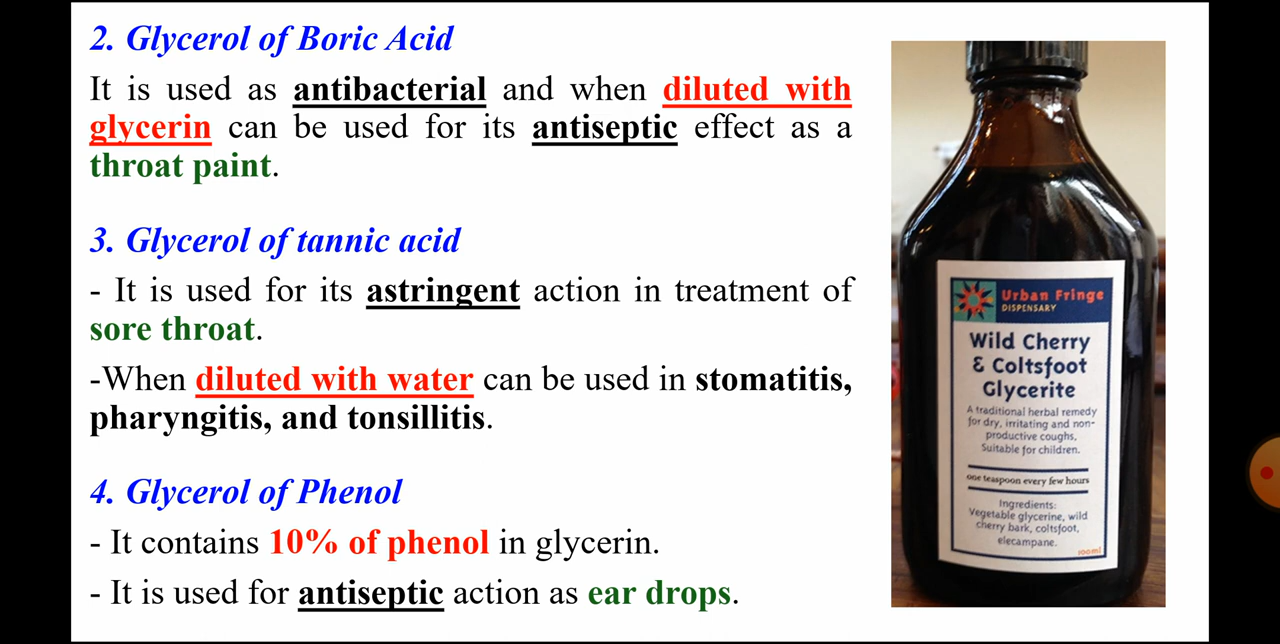 2. Glycerol of Boric Acid
It is used as antibacterial and when diluted with
glycerin can be used for its antiseptic effect as a
throat paint.
3. Glycerol of tannic acid
- It is used for its astringent action in treatment of
sore throat.
-When diluted with water can be used in stomatitis,
pharyngitis, and tonsillitis.
4. Glycerol of Phenol
- It contains 10% of phenol in glycerin.
- It is used for antiseptic action as ear drops.
Urban Fringe
DISPENSARY
Wild Cherry
& Coltsfoot
Glycerite
A traditional herbal remedy
for dry, irritating and non-
productive coughs.
Suitable for children.
one teaspoon every few hours
Ingredients:
Vegetable glycerine, wild
cherry bark, coltsfoot,
elecampane.
100ml